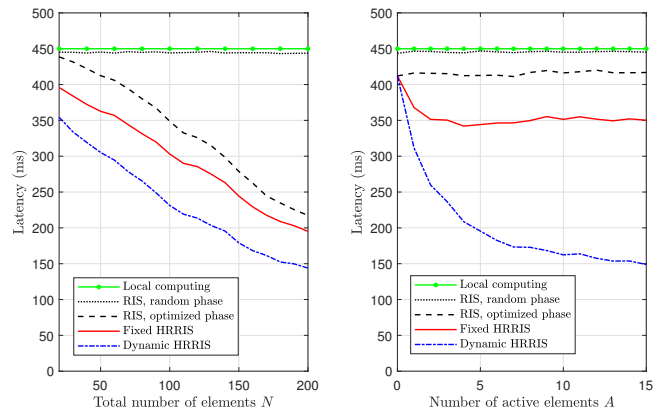 500
450
400
350
300
250
200
150
100
50
0
Latency (ms)
50
100
150
200
Total number of elements N
Local computing
RIS, random phase
RIS, optimized phase
Fixed HRRIS
Dynamic HRRIS
500
450
400
350
300
250
200
150
100
50
0
Latency (ms)
0
5
10
15
Number of active elements A
Local computing
RIS, random phase
RIS, optimized phase
Fixed HRRIS
Dynamic HRRIS